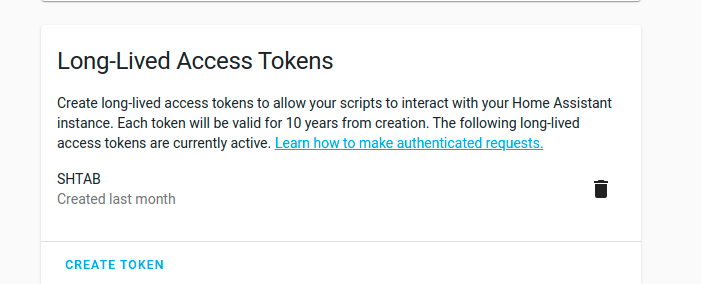 Long-Lived Access Tokens
Create long-lived access tokens to allow your scripts to interact with your Home Assistant
instance. Each token will be valid for 10 years from creation. The following long-lived
access tokens are currently active. Learn how to make authenticated requests.
SHTAB
Created last month
CREATE TOKEN